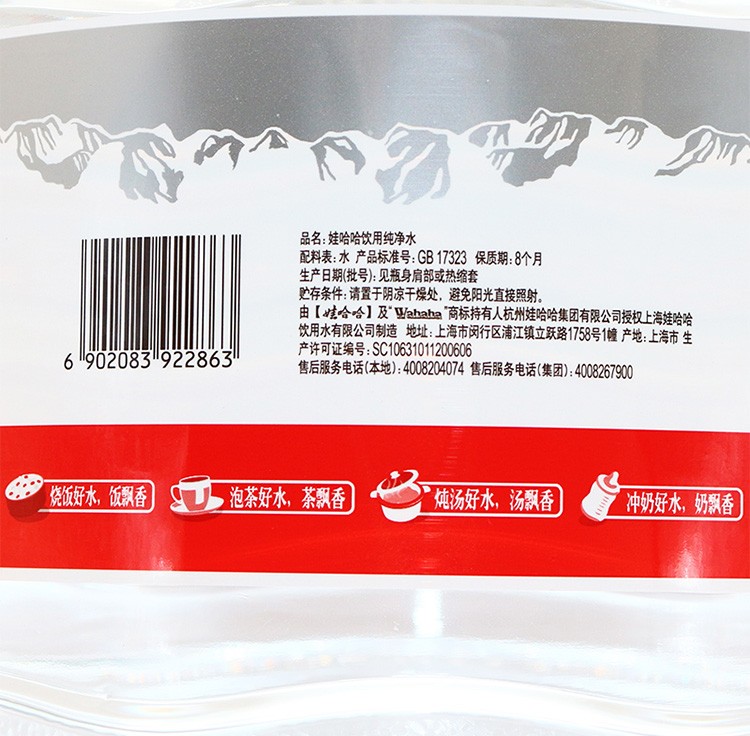 品名：娃哈哈饮用纯净水
配料表：水 产品标准号：GB 17323 保质期：8个月
生产日期(批号)：见瓶身肩部或热缩套
贮存条件：请置于阴凉干燥处，避免阳光直接照射。
由【娃哈哈】及"Wahaha"商标持有人杭州娃哈哈集团有限公司授权上海娃哈哈
饮用水有限公司制造 地址：上海市闵行区浦江镇立跃路1758号1幢 产地：上海市 生
产许可证编号：SC10631011200606
售后服务电话(本地)：4008204074 售后服务电话(集团)：4008267900
6 902083 922863
烧饭好水，饭飘香
泡茶好水，茶飘香
炖汤好水，汤飘香
冲奶好水，奶飘香